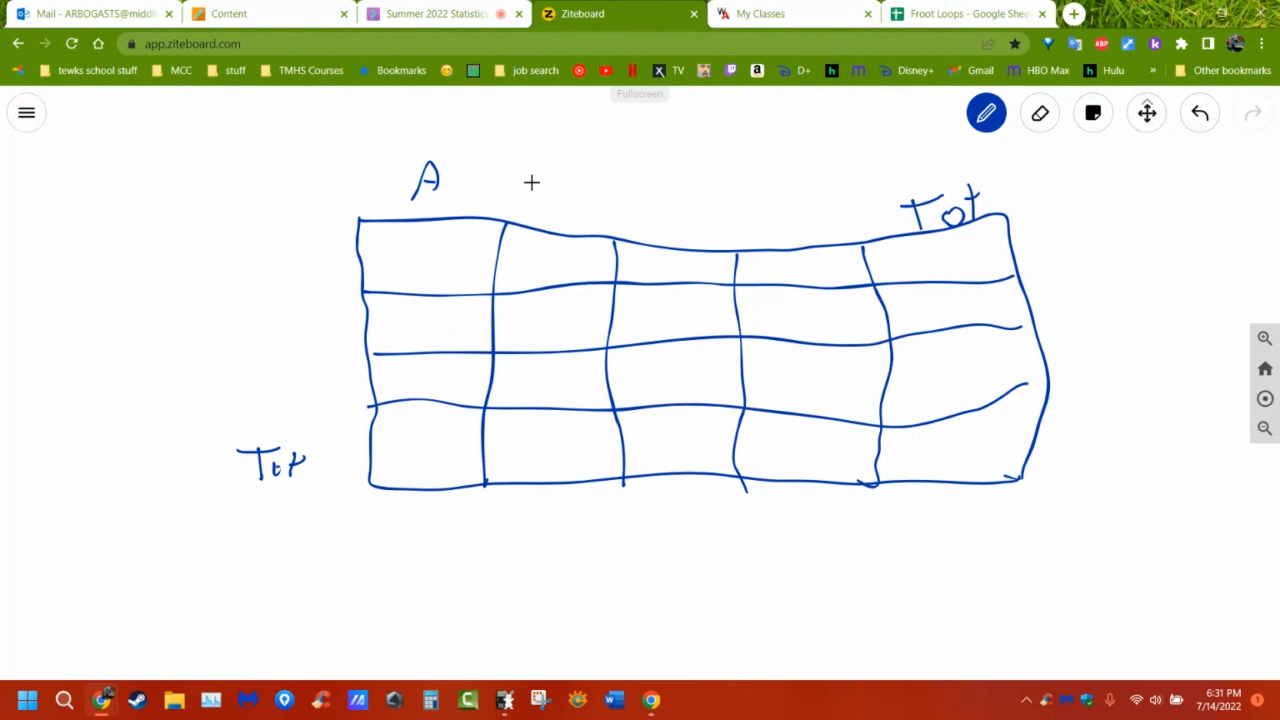 Mail - ARBOGASTS@middl
Content
Summer 2022 Statistics
Ziteboard
My Classes
Froot Loops - Google Shee
app.ziteboard.com
tewks school stuff
MCC
stuff
TMHS Courses
Bookmarks
job search
TV
D+
Disney+
Gmail
HBO Max
Hulu
»
Other bookmarks
Fullscreen
A
Tot
Tot
6:31 PM
7/14/2022